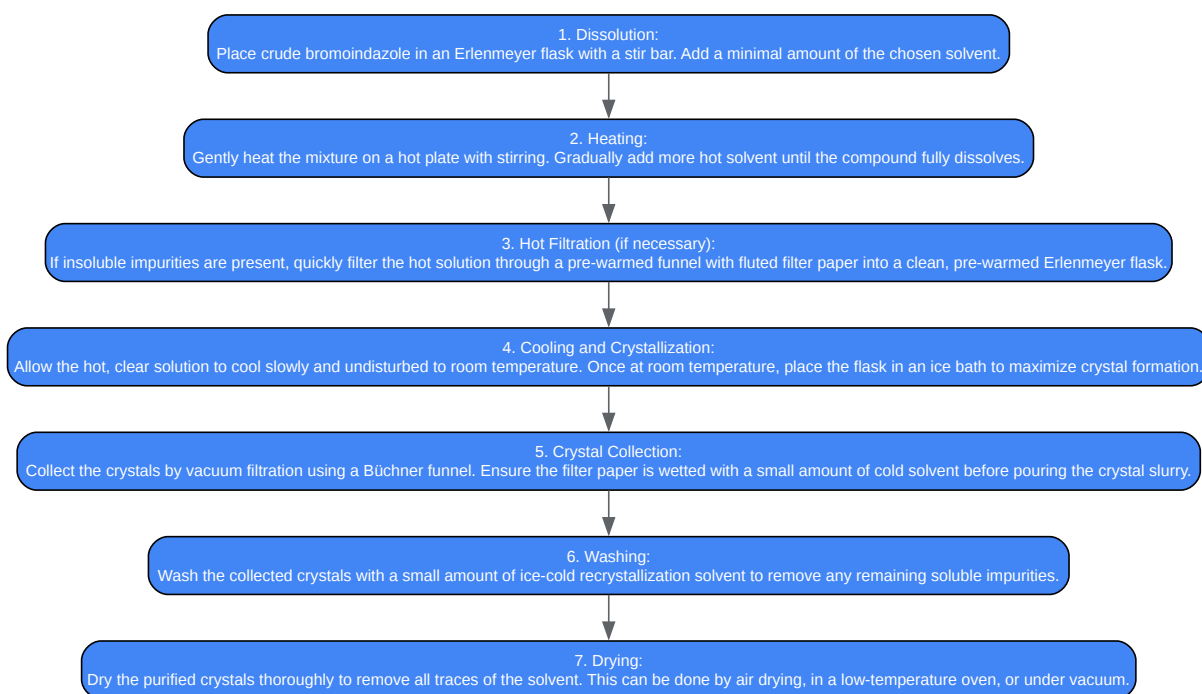 1. Dissolution:
Place crude bromoindazole in an Erlenmeyer flask with a stir bar. Add a minimal amount of the chosen solvent.
2. Heating:
Gently heat the mixture on a hot plate with stirring. Gradually add more hot solvent until the compound fully dissolves.
3. Hot Filtration (if necessary):
If insoluble impurities are present, quickly filter the hot solution through a pre-warmed funnel with fluted filter paper into a clean, pre-warmed Erlenmeyer flask.
4. Cooling and Crystallization:
Allow the hot, clear solution to cool slowly and undisturbed to room temperature. Once at room temperature, place the flask in an ice bath to maximize crystal formation.
5. Crystal Collection:
Collect the crystals by vacuum filtration using a Büchner funnel. Ensure the filter paper is wetted with a small amount of cold solvent before pouring the crystal slurry.
6. Washing:
Wash the collected crystals with a small amount of ice-cold recrystallization solvent to remove any remaining soluble impurities.
7. Drying:
Dry the purified crystals thoroughly to remove all traces of the solvent. This can be done by air drying, in a low-temperature oven, or under vacuum.